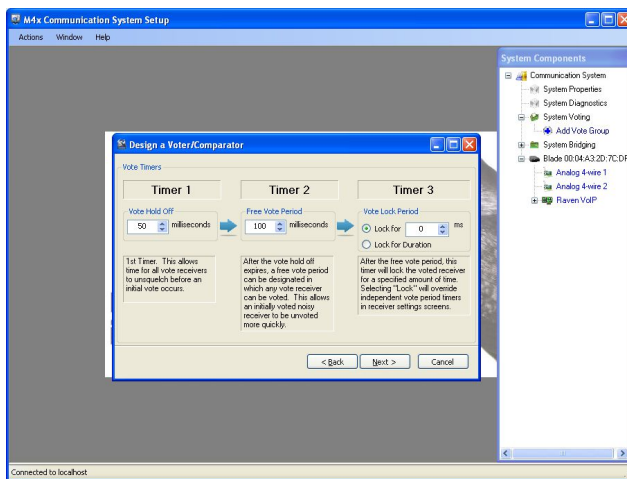 M4x Communication System Setup
Actions Window Help
System Components
Communication System
System Properties
System Diagnostics
System Voting
Add Vote Group
System Bridging
Blade 00:04:A3:2D:7C:DF
Analog 4-wire 1
Analog 4-wire 2
Raven VoIP
Design a Voter/Comparator
Vote Timers
Timer 1
Vote Hold Off
50 milliseconds
1st Timer. This allows
time for all vote receivers
to unsquelch before an
initial vote occurs.
Timer 2
Free Vote Period
100 milliseconds
After the vote hold off
expires, a free vote period
can be designated in
which any vote receiver
can be voted. This allows
an initially voted noisy
receiver to be unvoted
more quickly.
Timer 3
Vote Lock Period
Lock for 0 ms
Lock for Duration
After the free vote period, this
timer will lock the voted receiver
for a specified amount of time.
Selecting "Lock" will override
independent vote period timers
in receiver settings screens.
< Back Next > Cancel
Connected to localhost